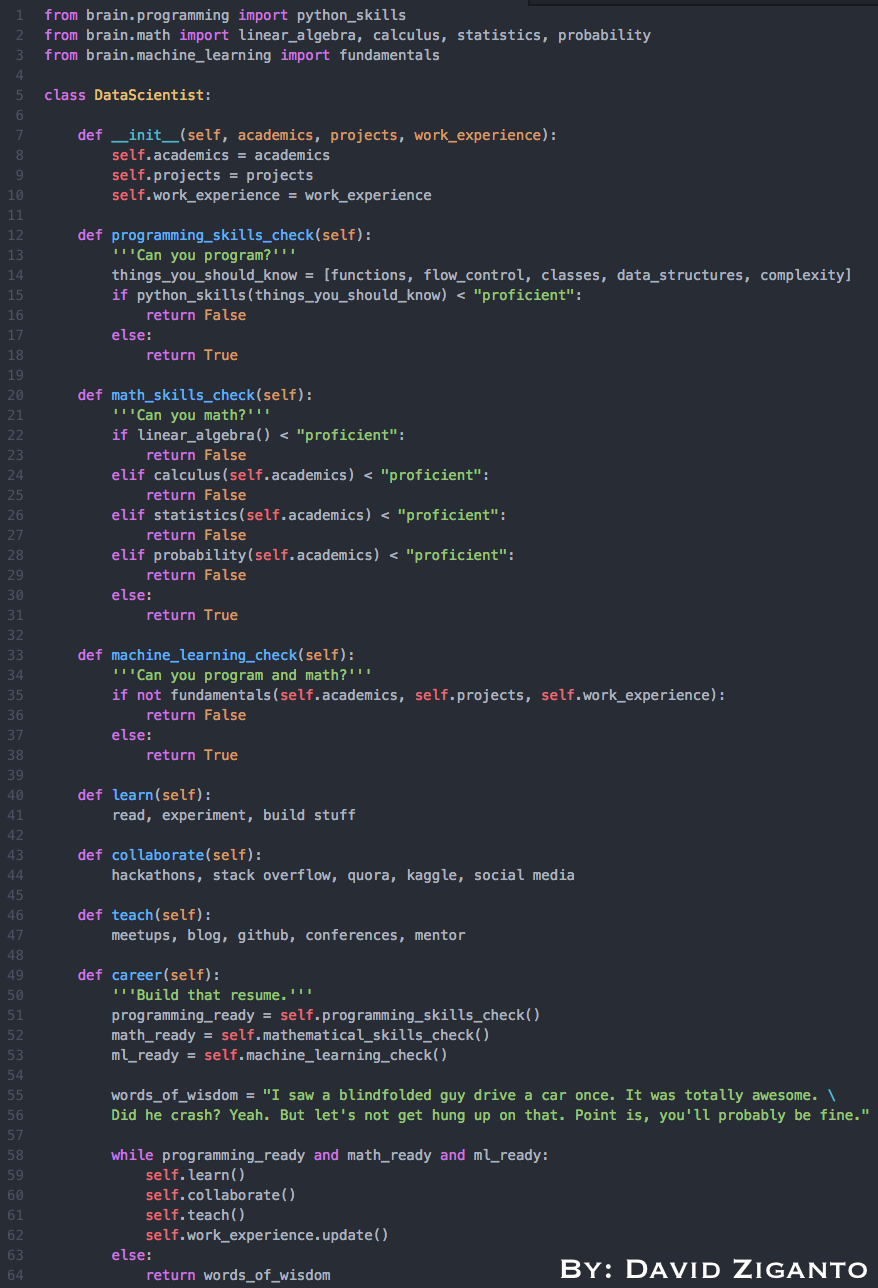 1 from brain.programming import python_skills
2 from brain.math import linear_algebra, calculus, statistics, probability
3 from brain.machine_learning import fundamentals
4
5 class DataScientist:
6
7     def __init__(self, academics, projects, work_experience):
8         self.academics = academics
9         self.projects = projects
10         self.work_experience = work_experience
11
12     def programming_skills_check(self):
13         '''Can you program?'''
14         things_you_should_know = [functions, flow_control, classes, data_structures, complexity]
15         if python_skills(things_you_should_know) < "proficient":
16             return False
17         else:
18             return True
19
20     def math_skills_check(self):
21         '''Can you math?'''
22         if linear_algebra() < "proficient":
23             return False
24         elif calculus(self.academics) < "proficient":
25             return False
26         elif statistics(self.academics) < "proficient":
27             return False
28         elif probability(self.academics) < "proficient":
29             return False
30         else:
31             return True
32
33     def machine_learning_check(self):
34         '''Can you program and math?'''
35         if not fundamentals(self.academics, self.projects, self.work_experience):
36             return False
37         else:
38             return True
39
40     def learn(self):
41         read, experiment, build stuff
42
43     def collaborate(self):
44         hackathons, stack overflow, quora, kaggle, social media
45
46     def teach(self):
47         meetups, blog, github, conferences, mentor
48
49     def career(self):
50         '''Build that resume.'''
51         programming_ready = self.programming_skills_check()
52         math_ready = self.mathematical_skills_check()
53         ml_ready = self.machine_learning_check()
54
55         words_of_wisdom = "I saw a blindfolded guy drive a car once. It was totally awesome. \
56         Did he crash? Yeah. But let's not get hung up on that. Point is, you'll probably be fine."
57
58         while programming_ready and math_ready and ml_ready:
59             self.learn()
60             self.collaborate()
61             self.teach()
62             self.work_experience.update()
63         else:
64             return words_of_wisdom
By: David Ziganto